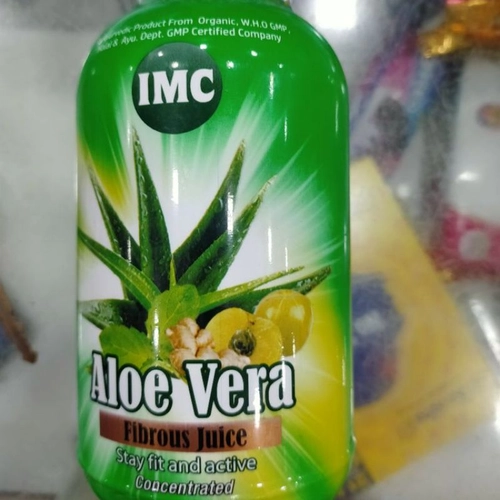 Product From Organic, W.H.O GMP,
& Ayu. Dept. GMP Certified Company
IMC
Aloe Vera
Fibrous Juice
Stay fit and active
Concentrated